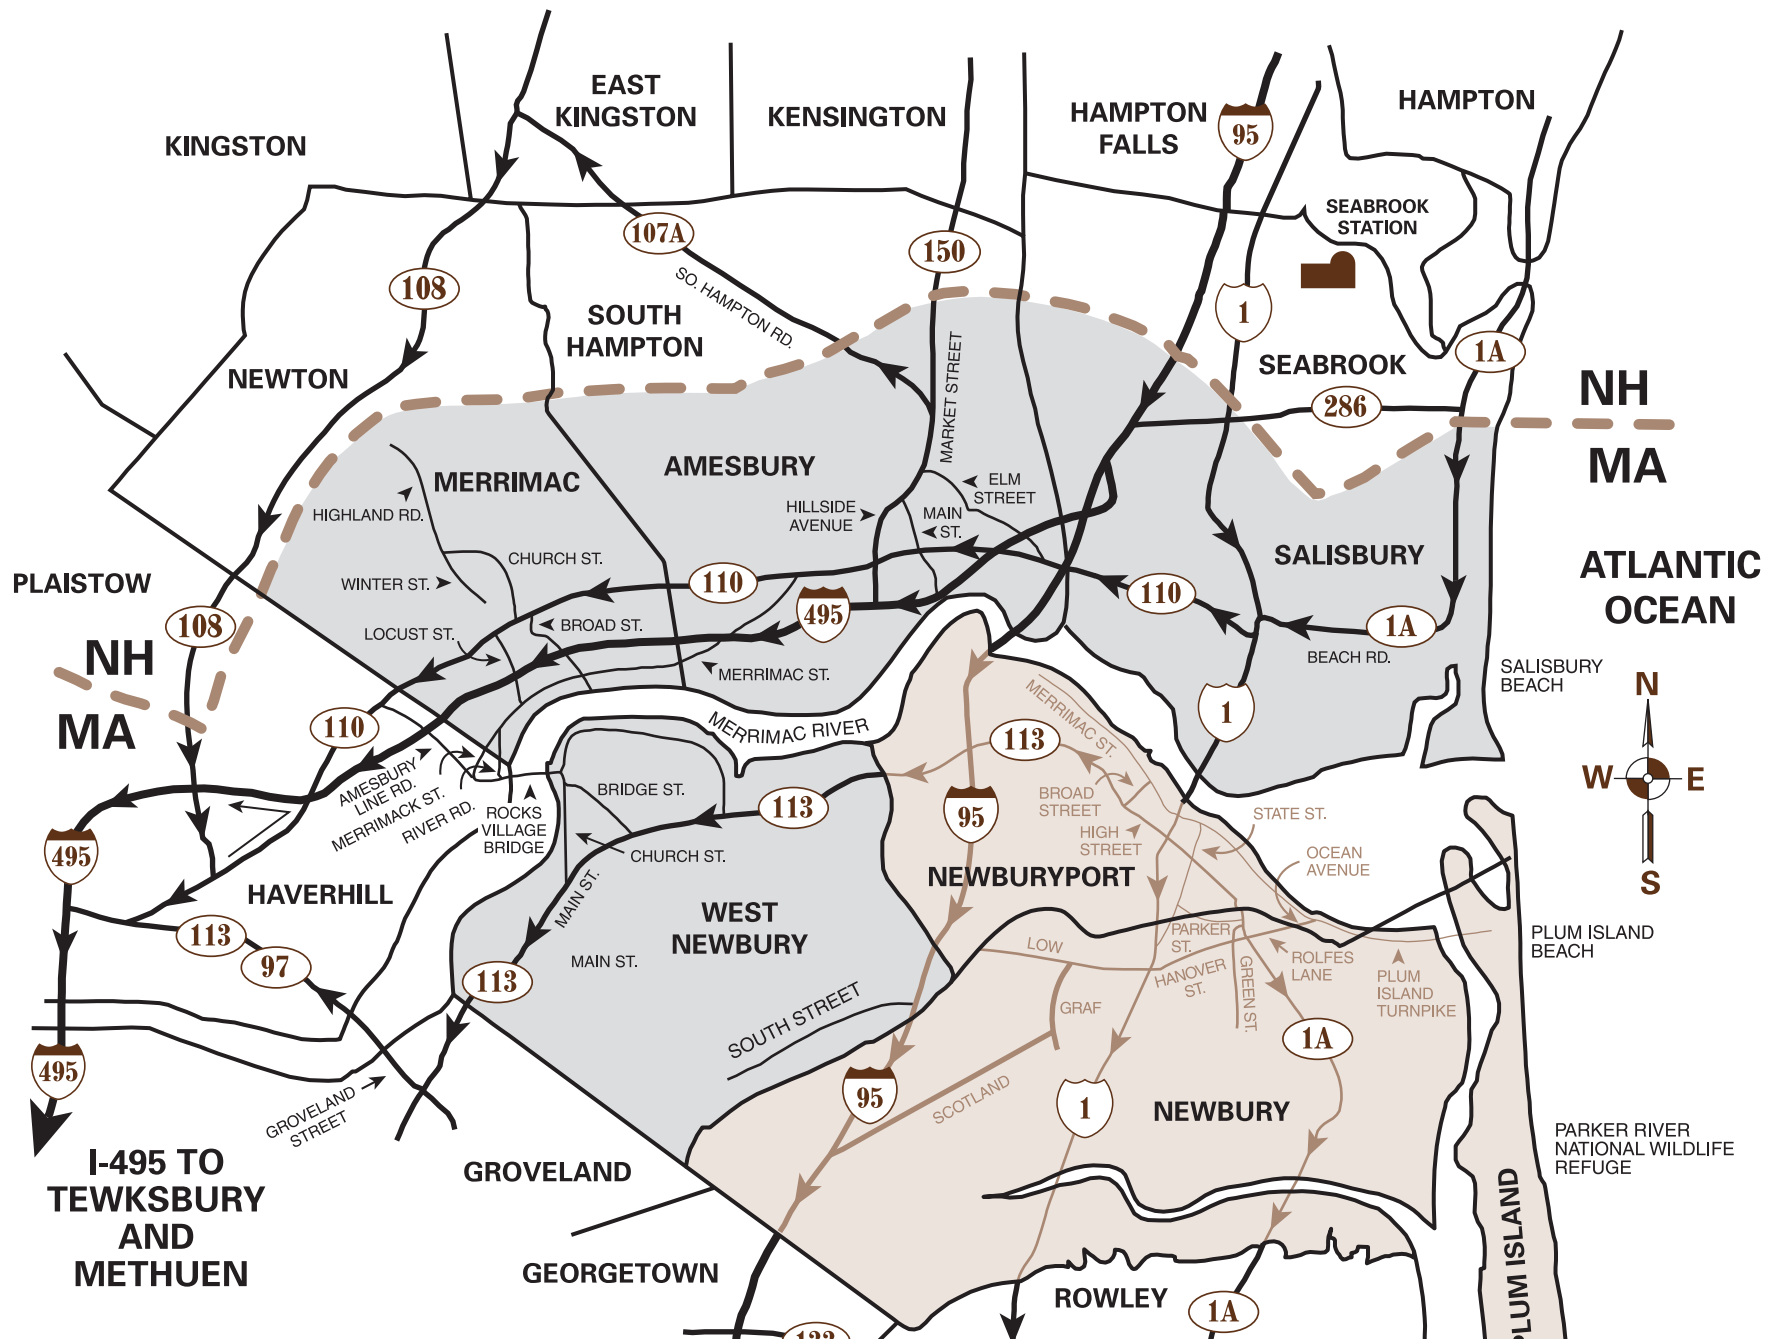 EAST
KINGSTON
KENSINGTON
HAMPTON
FALLS
HAMPTON
95
KINGSTON
SEABROOK
STATION
107A
150
108
SO. HAMPTON RD.
1
SOUTH
HAMPTON
MARKET STREET
1A
SEABROOK
NEWTON
286
NH
MA
AMESBURY
MERRIMAC
ELM
STREET
HILLSIDE
AVENUE
MAIN
ST.
HIGHLAND RD.
CHURCH ST.
SALISBURY
ATLANTIC
OCEAN
PLAISTOW
WINTER ST.
110
110
495
108
LOCUST ST.
BROAD ST.
1A
BEACH RD.
NH
MA
MERRIMAC ST.
SALISBURY
BEACH
N
W
E
S
110
MERRIMAC RIVER
MERRIMAC ST.
113
1
AMESBURY
LINE RD.
MERRIMACK ST.
RIVER RD.
ROCKS
VILLAGE
BRIDGE
BRIDGE ST.
113
95
BROAD
STREET
STATE ST.
HIGH
STREET
OCEAN
AVENUE
495
CHURCH ST.
HAVERHILL
NEWBURYPORT
MAIN ST.
WEST
NEWBURY
113
97
MAIN ST.
113
LOW
PARKER
ST.
HANOVER
ST.
GREEN ST.
ROLFES
LANE
PLUM
ISLAND
TURNPIKE
PLUM ISLAND
BEACH
GRAF
SOUTH STREET
1A
495
95
SCOTLAND
1
NEWBURY
GROVELAND
STREET
PARKER RIVER
NATIONAL WILDLIFE
REFUGE
I-495 TO
TEWKSBURY
AND
METHUEN
GROVELAND
GEORGETOWN
ROWLEY
1A
PLUM ISLAND